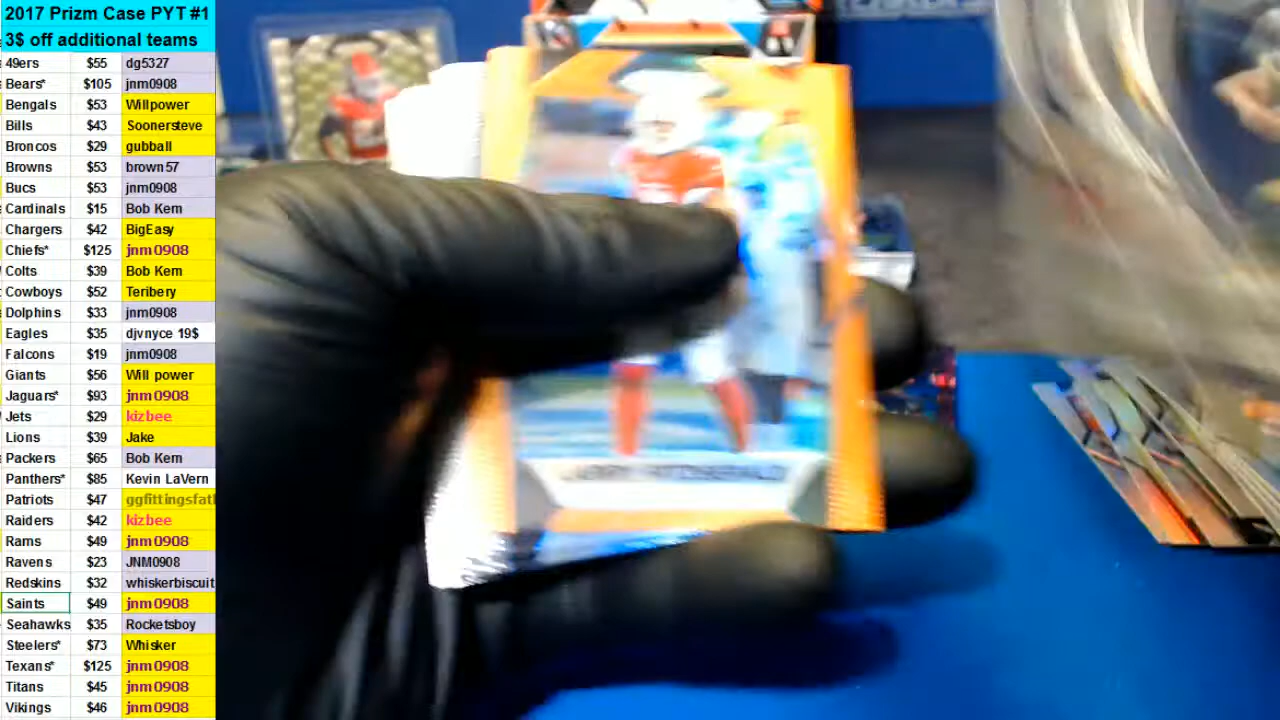 2017 Prizm Case PYT #1
3$ off additional teams
49ers $55 dg5327
Bears* $105 jnm0908
Bengals $53 Willpower
Bills $43 Soonersteve
Broncos $29 gubball
Browns $53 brown57
Bucs $53 jnm0908
Cardinals $15 Bob Kern
Chargers $42 BigEasy
Chiefs* $125 jnm0908
Colts $39 Bob Kern
Cowboys $52 Teribery
Dolphins $33 jnm0908
Eagles $35 djvnyce 19$
Falcons $19 jnm0908
Giants $56 Will power
Jaguars* $93 jnm0908
Jets $29 kizbee
Lions $39 Jake
Packers $65 Bob Kern
Panthers* $85 Kevin LaVern
Patriots $47 ggfittingsfat
Raiders $42 kizbee
Rams $49 jnm0908
Ravens $23 JNM0908
Redskins $32 whiskerbiscuit
Saints $49 jnm0908
Seahawks $35 Rocketsboy
Steelers* $73 Whisker
Texans* $125 jnm0908
Titans $45 jnm0908
Vikings $46 jnm0908
LARRY FITZGERALD